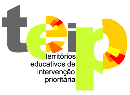 teip
territórios
educativos de
intervenção
prioritária